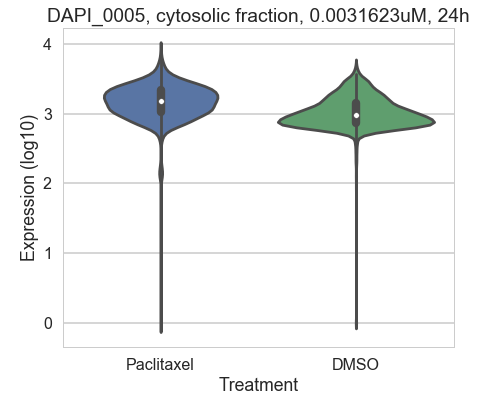 DAPI_0005, cytosolic fraction, 0.0031623uM, 24h
4
3
2
1
0
Expression (log10)
Paclitaxel DMSO
Treatment